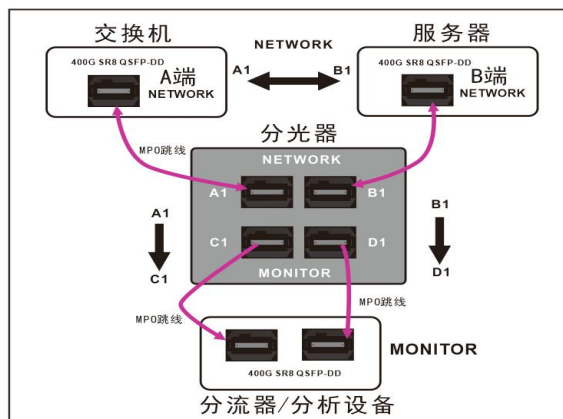 交换机
NETWORK
服务器
400G SR8 QSFP-DD
A端
NETWORK
A1
B1
400G SR8 QSFP-DD
B端
NETWORK
MPO跳线
分光器
NETWORK
A1
B1
A1
C1
C1
D1
MONITOR
B1
D1
MPO跳线
MPO跳线
400G SR8 QSFP-DD
MONITOR
分流器/分析设备